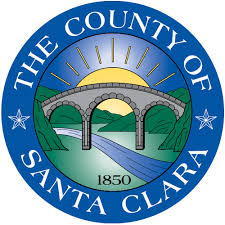 THE COUNTY OF
1850
SANTA CLARA